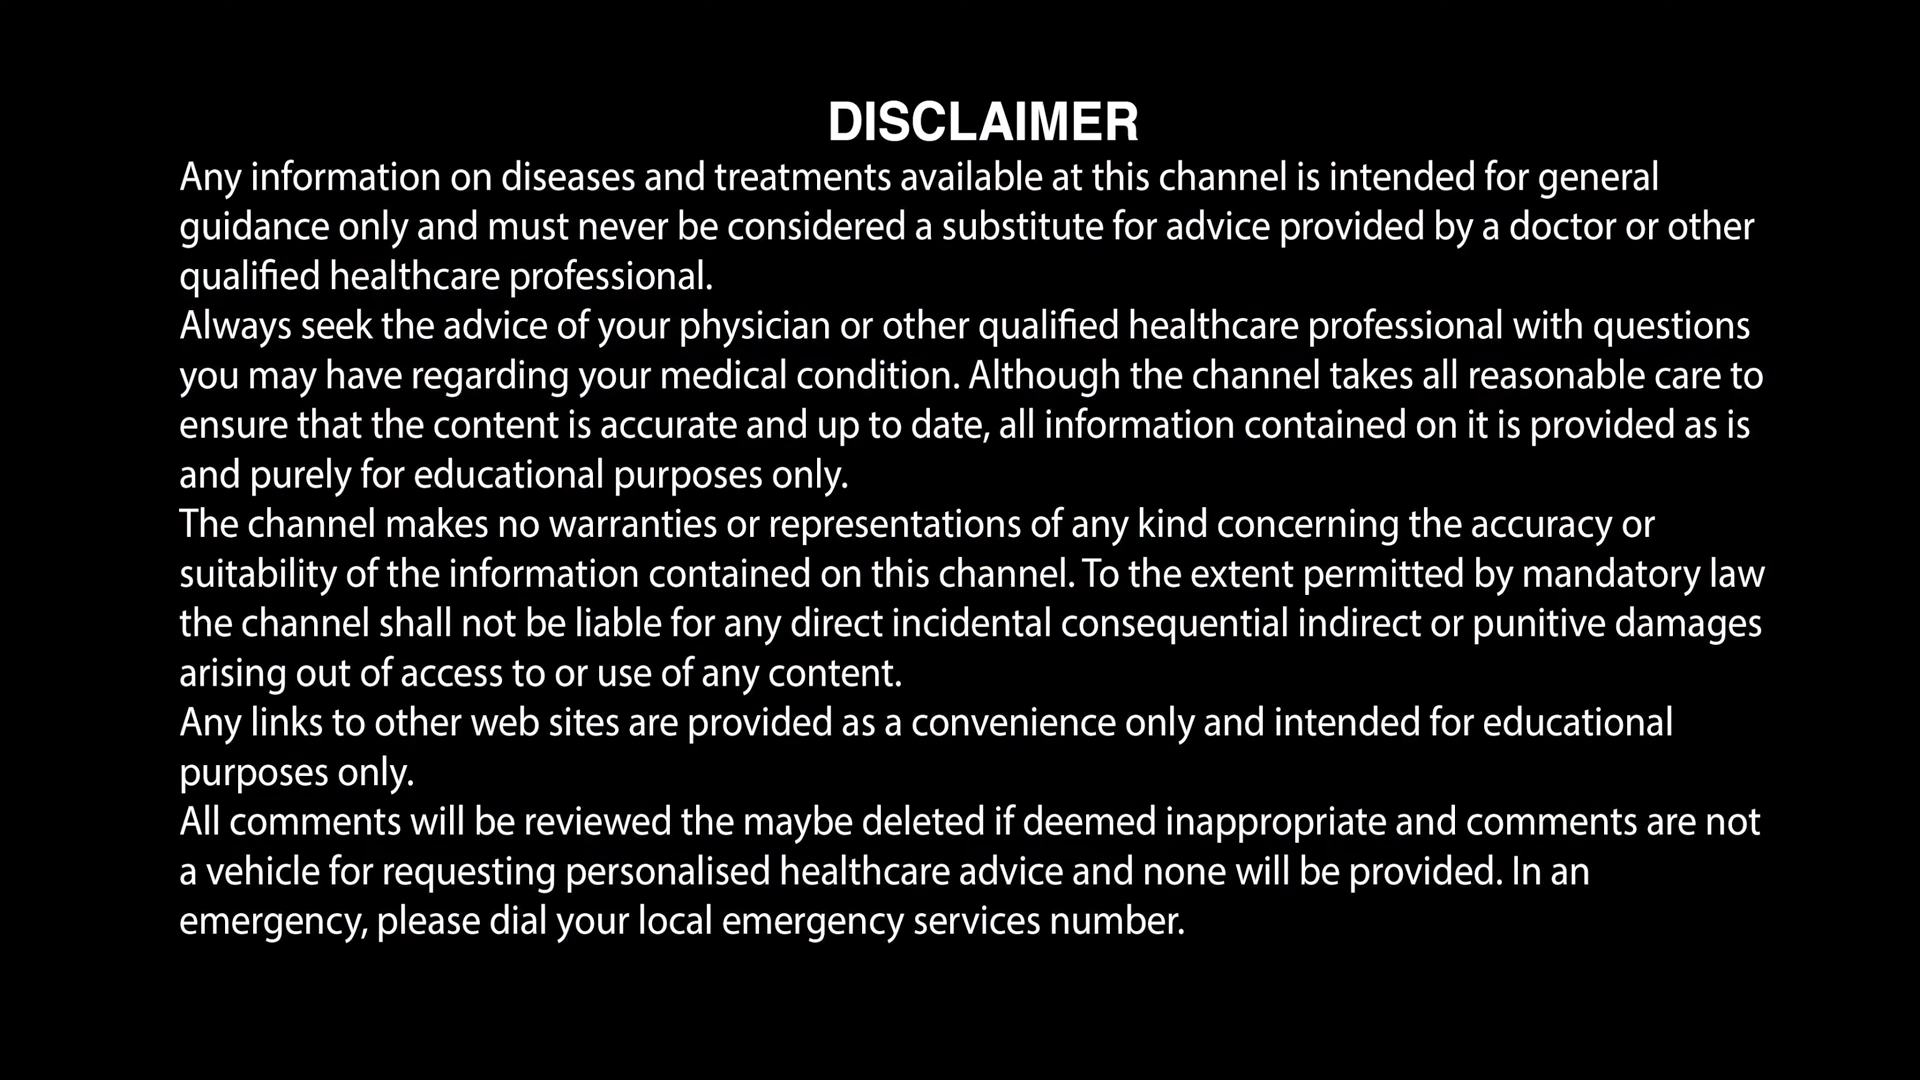 DISCLAIMER
Any information on diseases and treatments available at this channel is intended for general
guidance only and must never be considered a substitute for advice provided by a doctor or other
qualified healthcare professional.
Always seek the advice of your physician or other qualified healthcare professional with questions
you may have regarding your medical condition. Although the channel takes all reasonable care to
ensure that the content is accurate and up to date, all information contained on it is provided as is
and purely for educational purposes only.
The channel makes no warranties or representations of any kind concerning the accuracy or
suitability of the information contained on this channel. To the extent permitted by mandatory law
the channel shall not be liable for any direct incidental consequential indirect or punitive damages
arising out of access to or use of any content.
Any links to other web sites are provided as a convenience only and intended for educational
purposes only.
All comments will be reviewed the maybe deleted if deemed inappropriate and comments are not
a vehicle for requesting personalised healthcare advice and none will be provided. In an
emergency, please dial your local emergency services number.